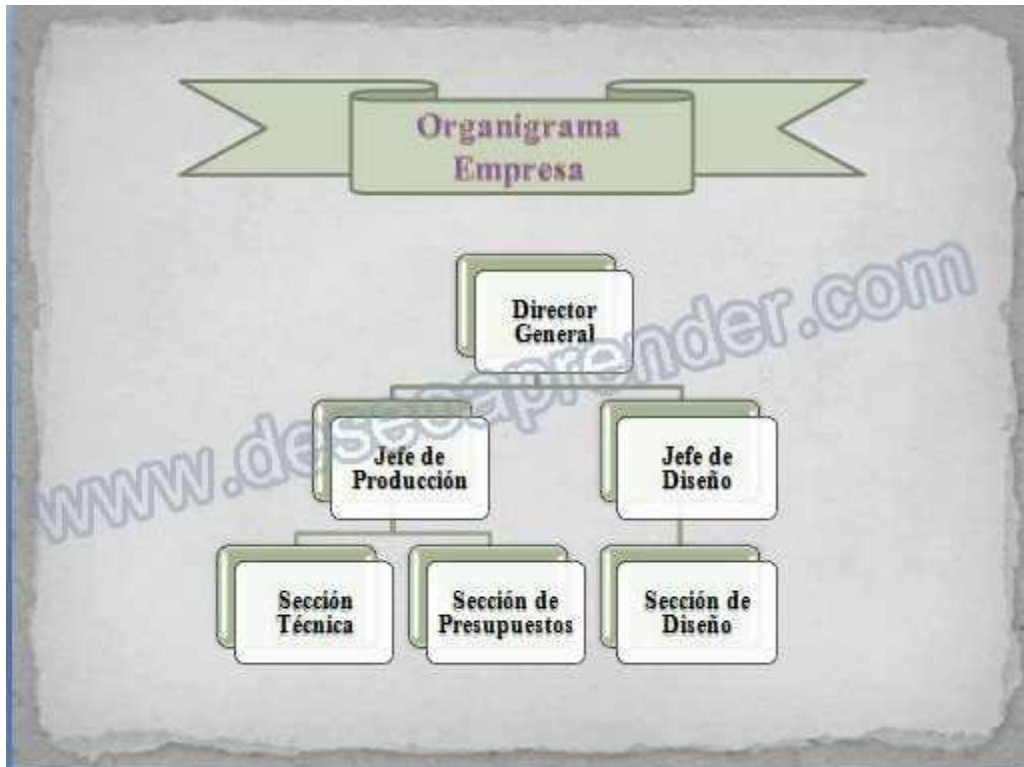 Organigrama
Empresa
Director
General
www.deseoaprender.com
Jefe de
Producción
Jefe de
Diseño
Sección
Técnica
Sección de
Presupuestos
Sección de
Diseño